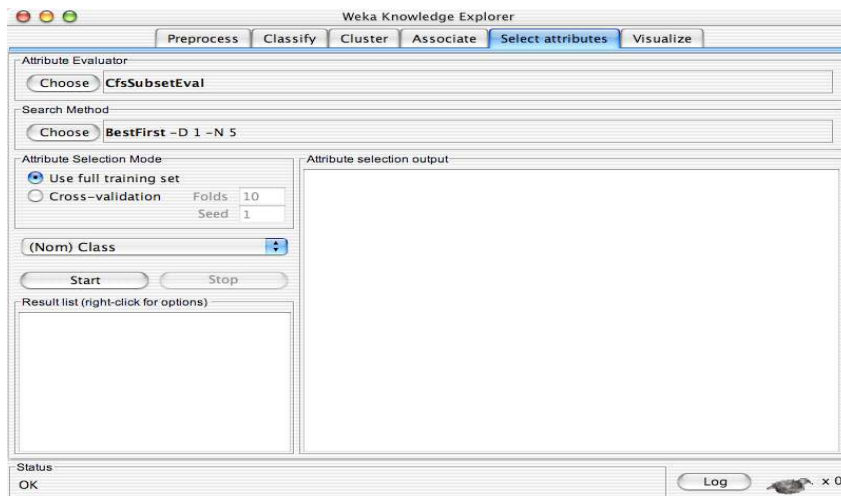 Weka Knowledge Explorer
Preprocess Classify Cluster Associate Select attributes Visualize
Attribute Evaluator
Choose CfsSubsetEval
Search Method
Choose BestFirst -D 1 -N 5
Attribute Selection Mode
Use full training set
Cross-validation Folds 10
Seed 1
(Nom) Class
Start Stop
Result list (right-click for options)
Attribute selection output
Status
OK
Log x 0